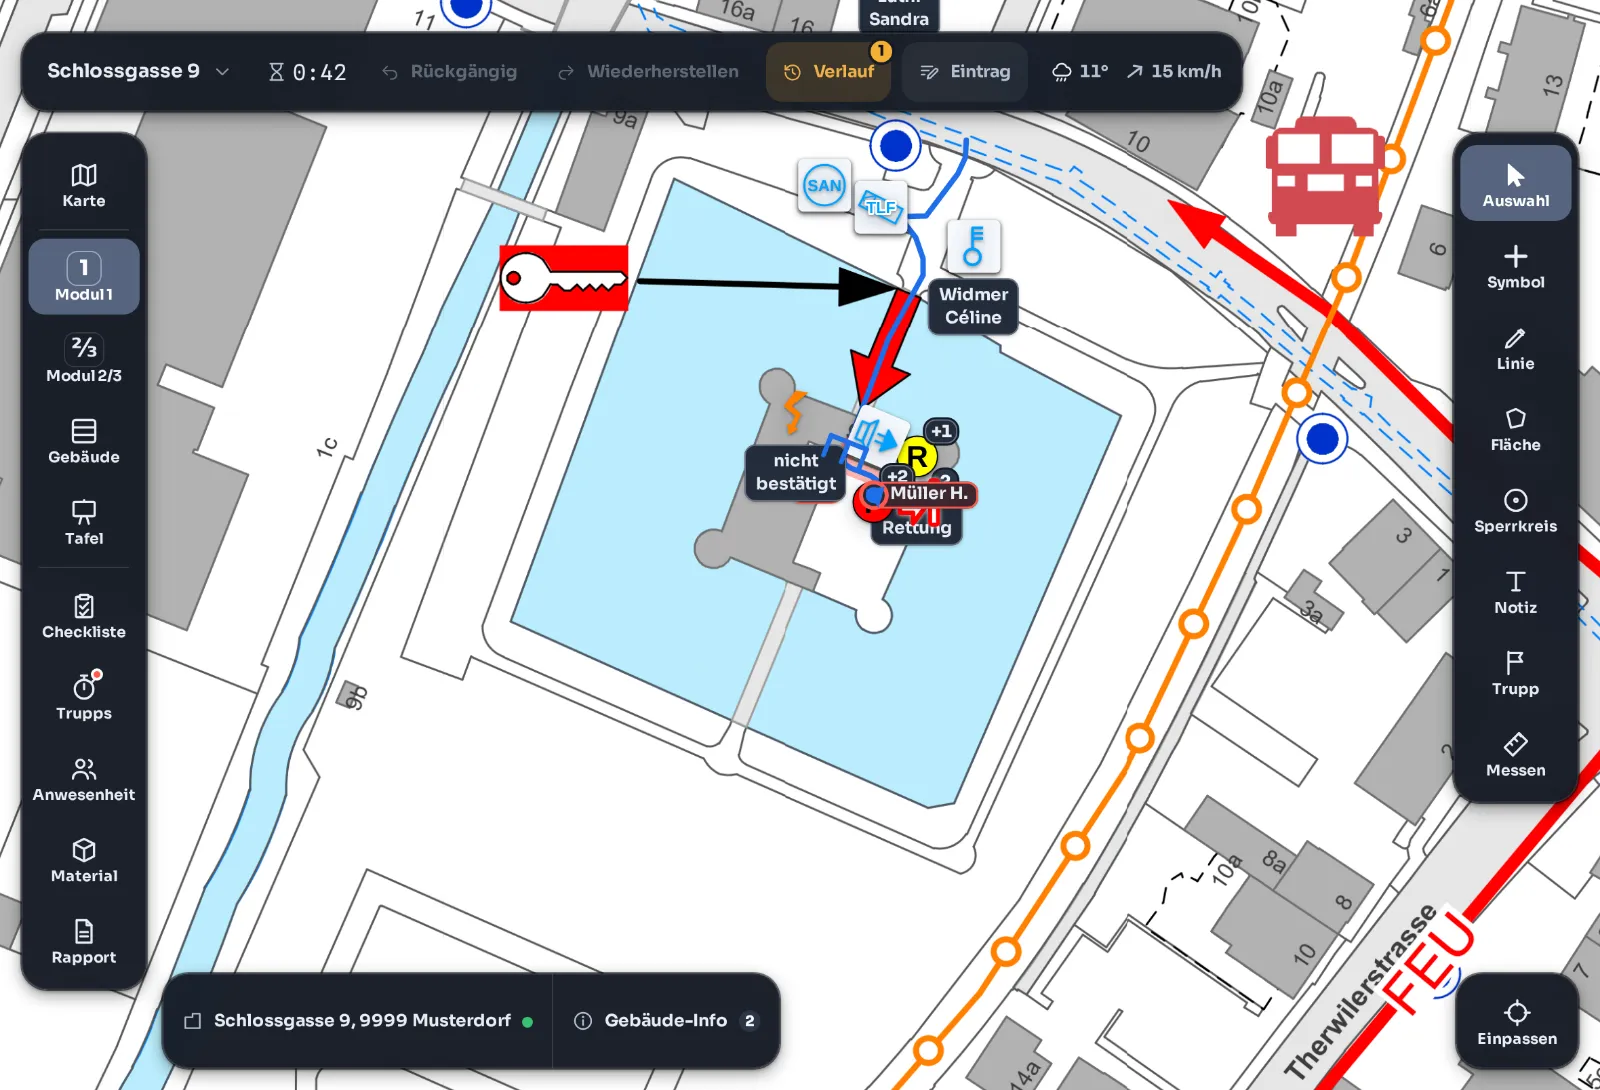 11
16a
16
Sandra
6a
Schlossgasse 9
0:42
Rückgängig
Wiederherstellen
Verlauf
1
Eintrag
11°
15 km/h
9a
10
10a
13
Karte
1
Modul 1
⅔
Modul 2/3
Gebäude
Tafel
Checkliste
Trupps
Anwesenheit
Material
Rapport
SAN
TLF
Widmer
Céline
6
1c
nicht
bestätigt
R
+1
+2
Müller H.
Rettung
9b
3
1
3a
2
10a
8a
8
10
7
14a
Therwilerstrasse
FEU
Auswahl
Symbol
Linie
Fläche
Sperrkreis
Notiz
Trupp
Messen
Einpassen
Schlossgasse 9, 9999 Musterdorf
Gebäude-Info
2